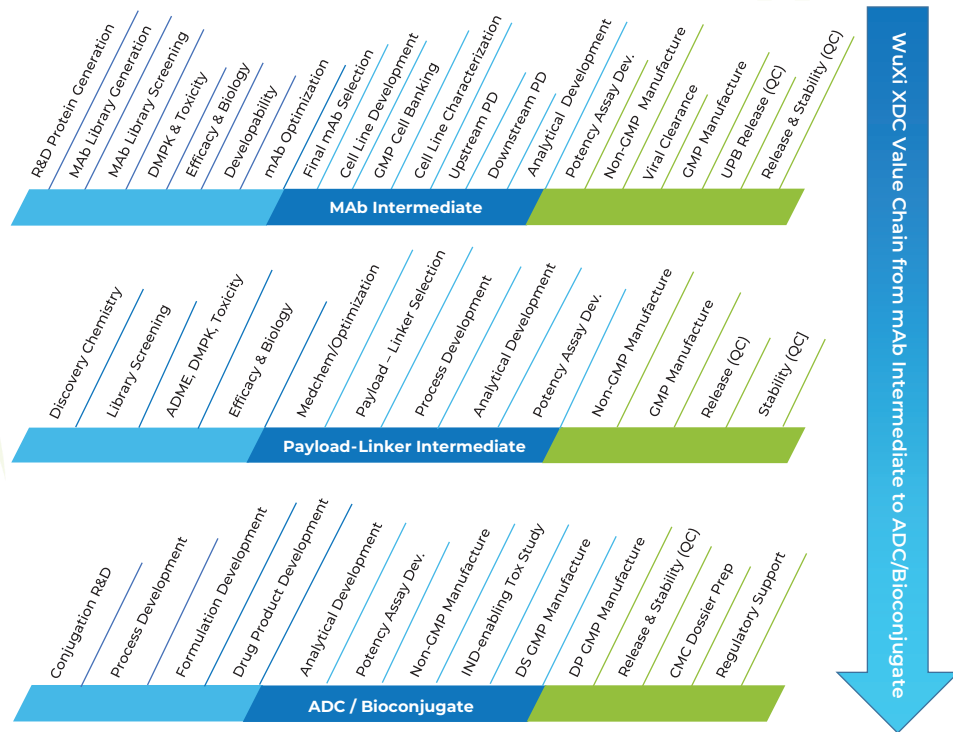 R&D Protein Generation
MAb Library Generation
MAb Library Screening
DMPK & Toxicity
Efficacy & Biology
Developability
mAb Optimization
Final mAb Selection
Cell Line Development
GMP Cell Banking
Cell Line Characterization
Upstream PD
Downstream PD
Analytical Development
Potency Assay Dev.
Non-GMP Manufacture
Viral Clearance
GMP Manufacture
UPB Release (QC)
Release & Stability (QC)
MAb Intermediate
Discovery Chemistry
Library Screening
ADME, DMPK, Toxicity
Efficacy & Biology
Medchem/Optimization
Payload – Linker Selection
Process Development
Analytical Development
Potency Assay Dev.
Non-GMP Manufacture
GMP Manufacture
Release (QC)
Stability (QC]
Payload-Linker Intermediate
Conjugation R&D
Process Development
Formulation Development
Drug Product Development
Analytical Development
Potency Assay Dev.
Non-GMP Manufacture
IND-enabling Tox Study
DS GMP Manufacture
DP GMP Manufacture
Release & Stability (QC)
CMC Dossier Prep
Regulatory Support
ADC / Bioconjugate
WuXi XDC Value Chain from mAb Intermediate to ADC/Bioconjugate